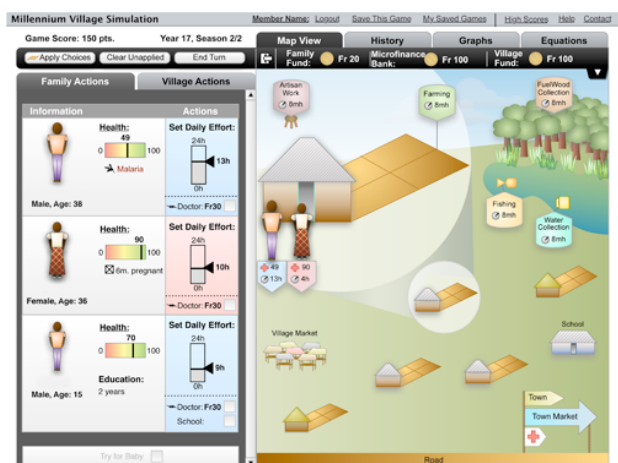 Millennium Village Simulation
Member Name: Logout Save This Game My Saved Games High Scores Help Contact
Game Score: 150 pts. Year 17, Season 2/2
Apply Choices Clear Unapplied End Turn
Map View History Graphs Equations
Family Fund: Fr 20 Microfinance Bank: Fr 100 Village Fund: Fr 100
Family Actions Village Actions
Information Actions
Health:
49
0 100
Malaria
Male, Age: 38
Set Daily Effort:
24h
13h
0h
Doctor: Fr30
Health:
90
0 100
6m. pregnant
Female, Age: 36
Set Daily Effort:
24h
10h
0h
Doctor: Fr30
Health:
70
0 100
Education:
2 years
Male, Age: 15
Set Daily Effort:
24h
9h
0h
Doctor: Fr30
School:
Try for Baby
Artisan
Work
8mh
Farming
8mh
Fuel/Wood
Collection
8mh
Fishing
8mh
Water
Collection
8mh
49 90
13h 4h
Village Market
School
Town
Town Market
Road